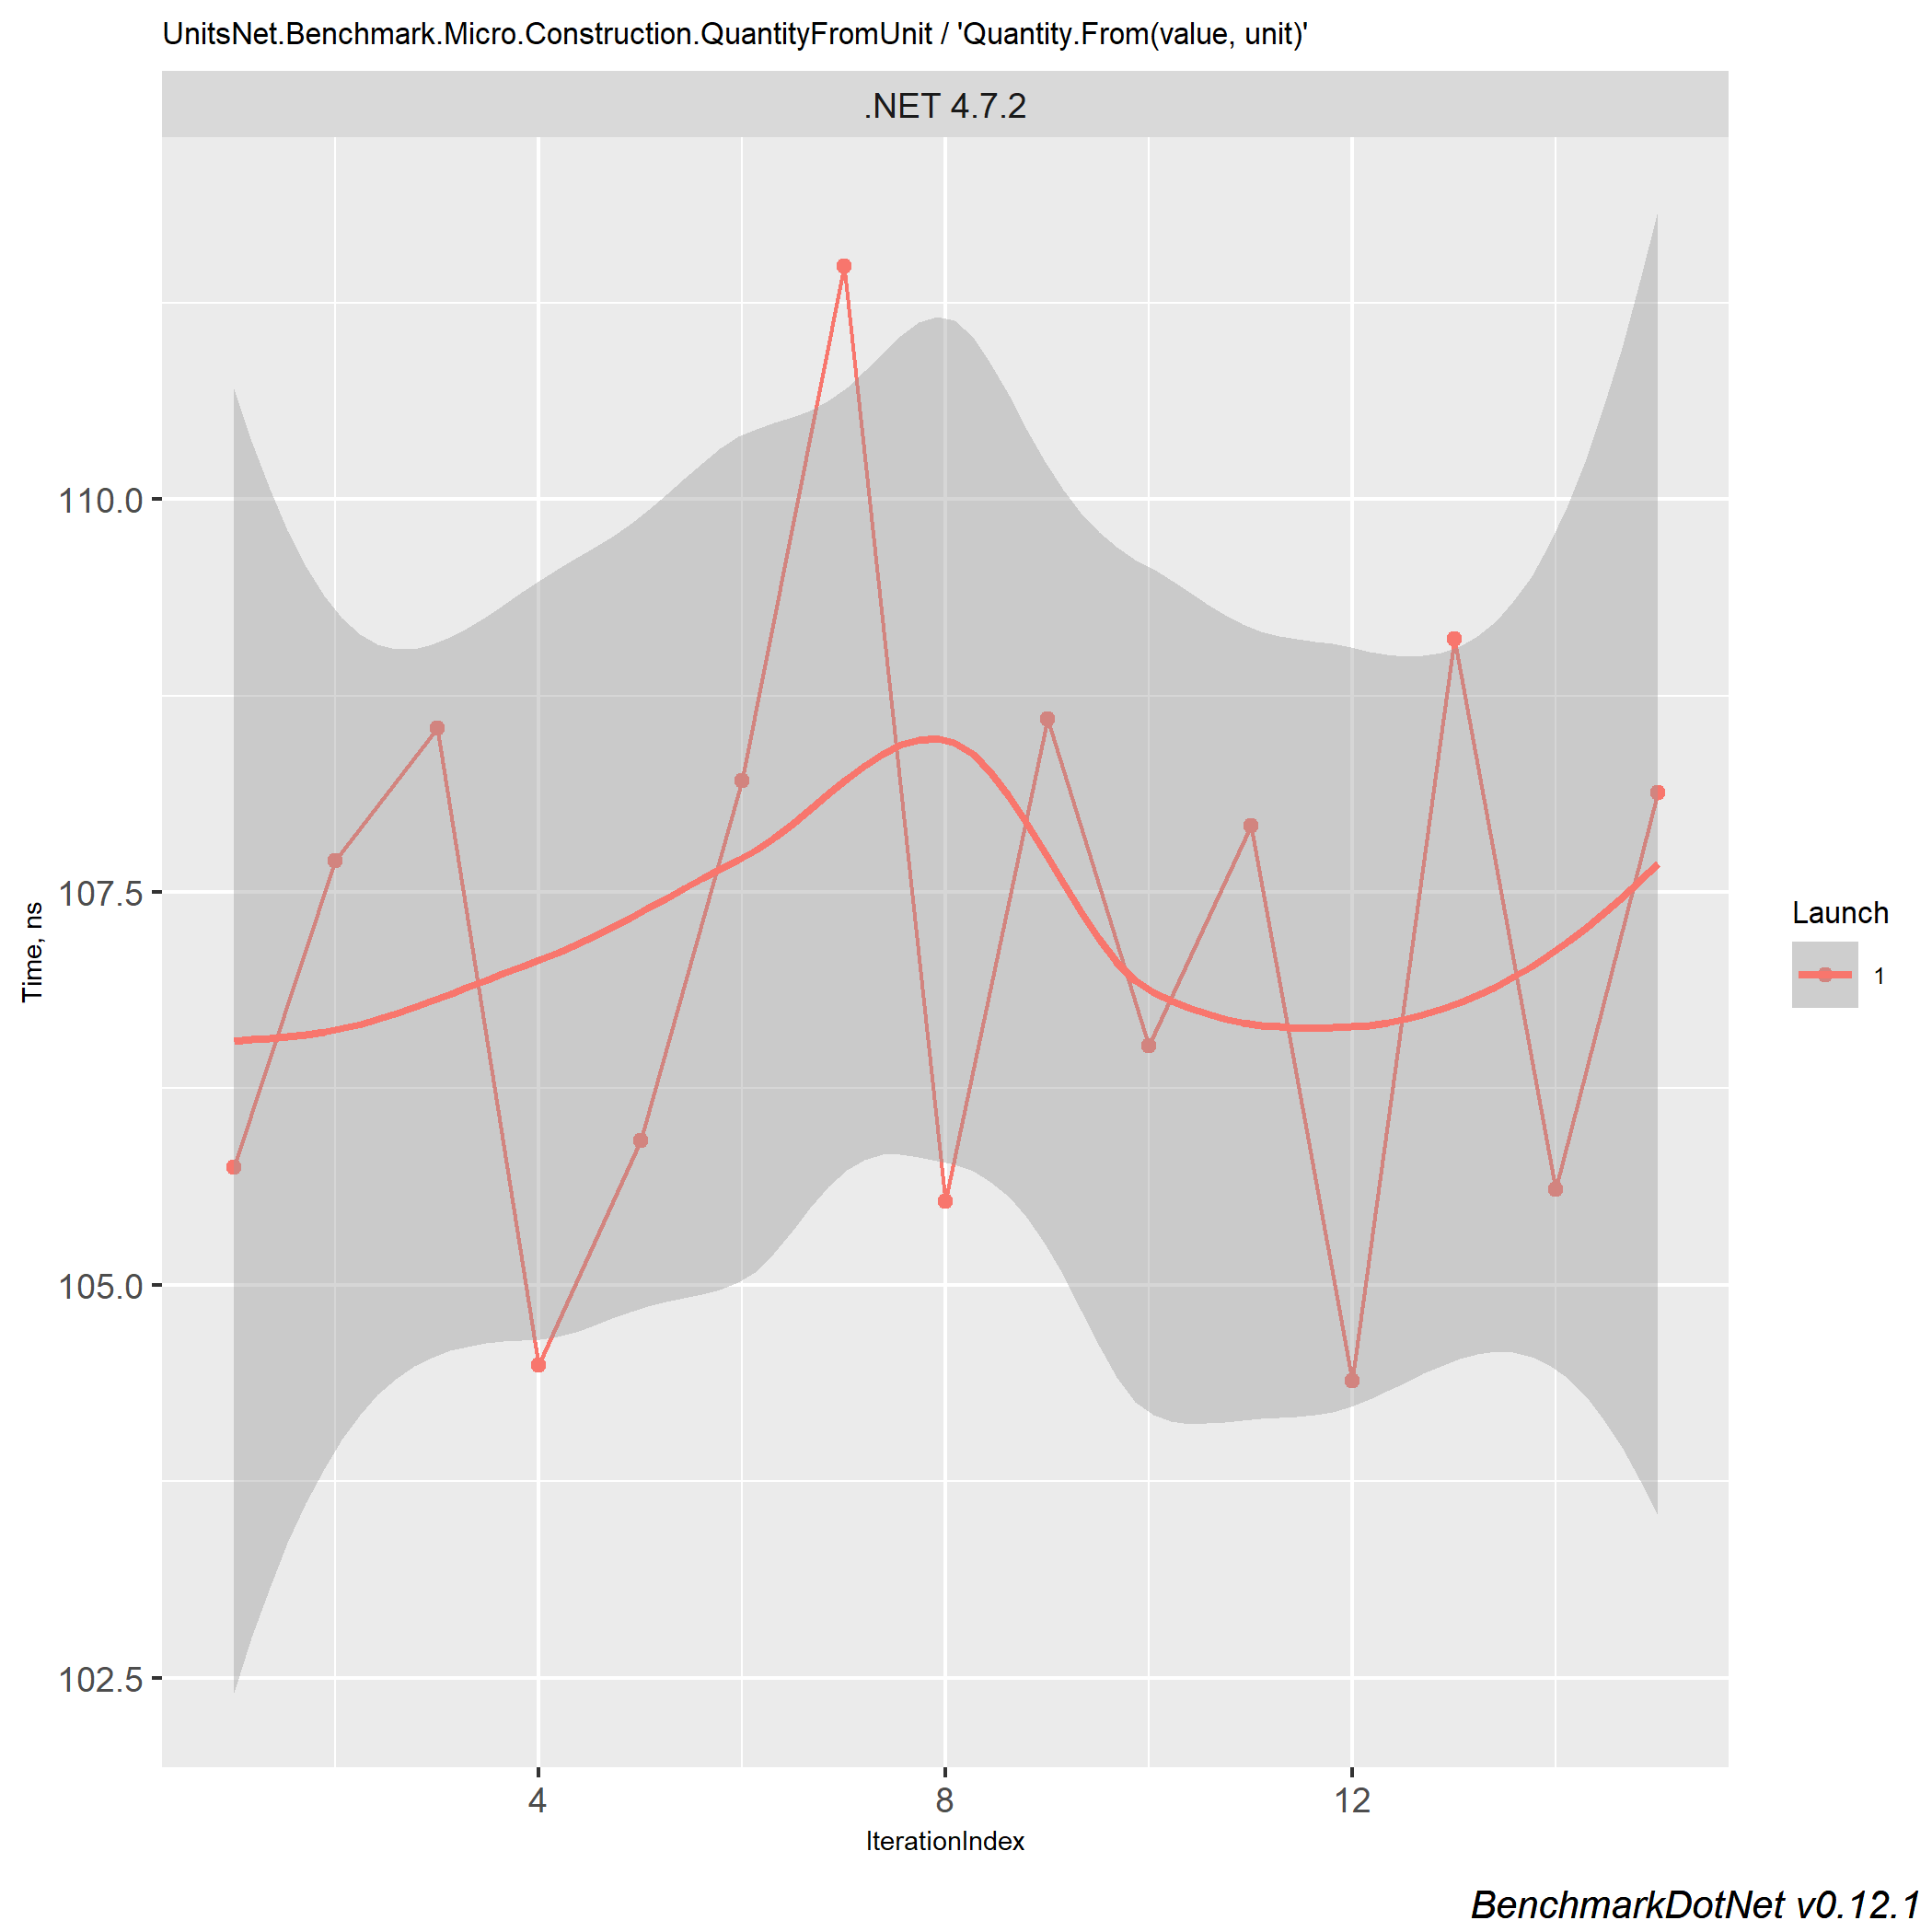 UnitsNet.Benchmark.Micro.Construction.QuantityFromUnit / 'Quantity.From(value, unit)'
.NET 4.7.2
110.0
107.5
105.0
102.5
Time, ns
4 8 12
IterationIndex
Launch
1
BenchmarkDotNet v0.12.1